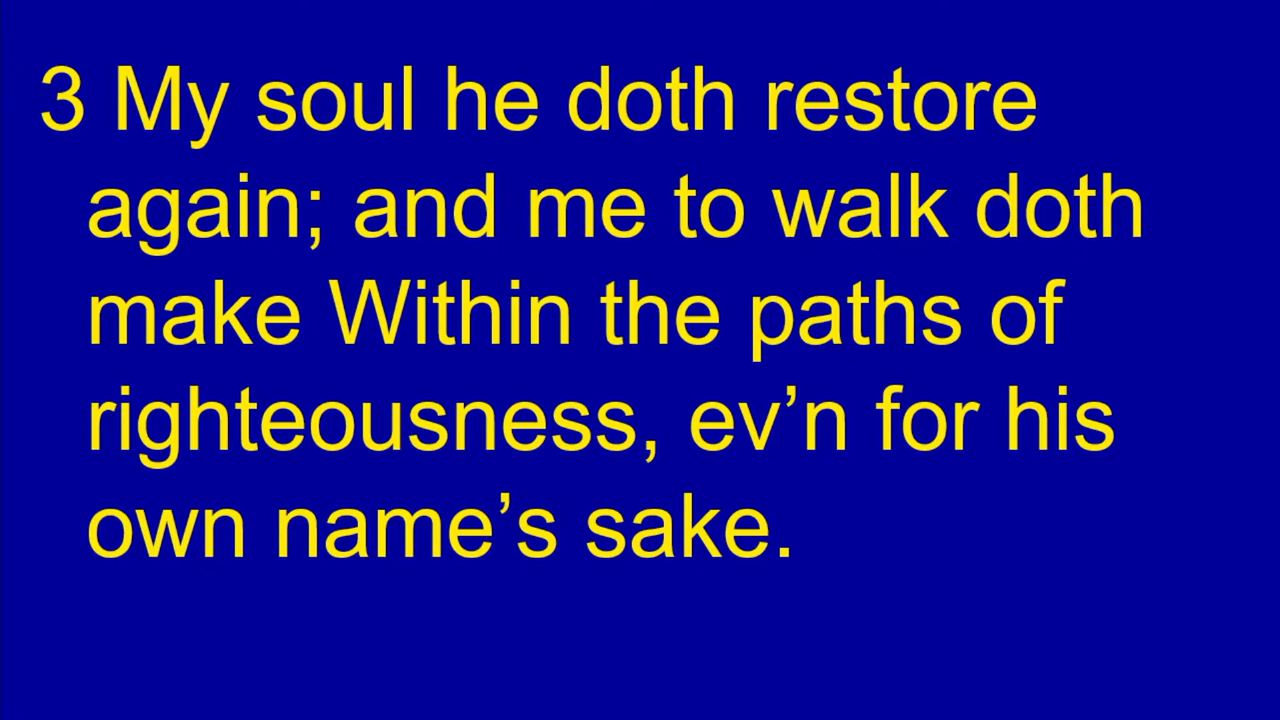 3 My soul he doth restore
again; and me to walk doth
make Within the paths of
righteousness, ev’n for his
own name’s sake.